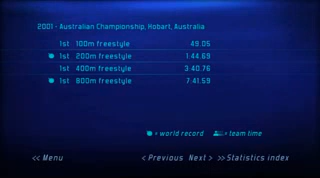 2001 - Australian Championship, Hobart, Australia
1st 100m freestyle 49.05
1st 200m freestyle 1:44.69
1st 400m freestyle 3:40.76
1st 800m freestyle 7:41.59
= world record = team time
<< Menu < Previous Next > >> Statistics index